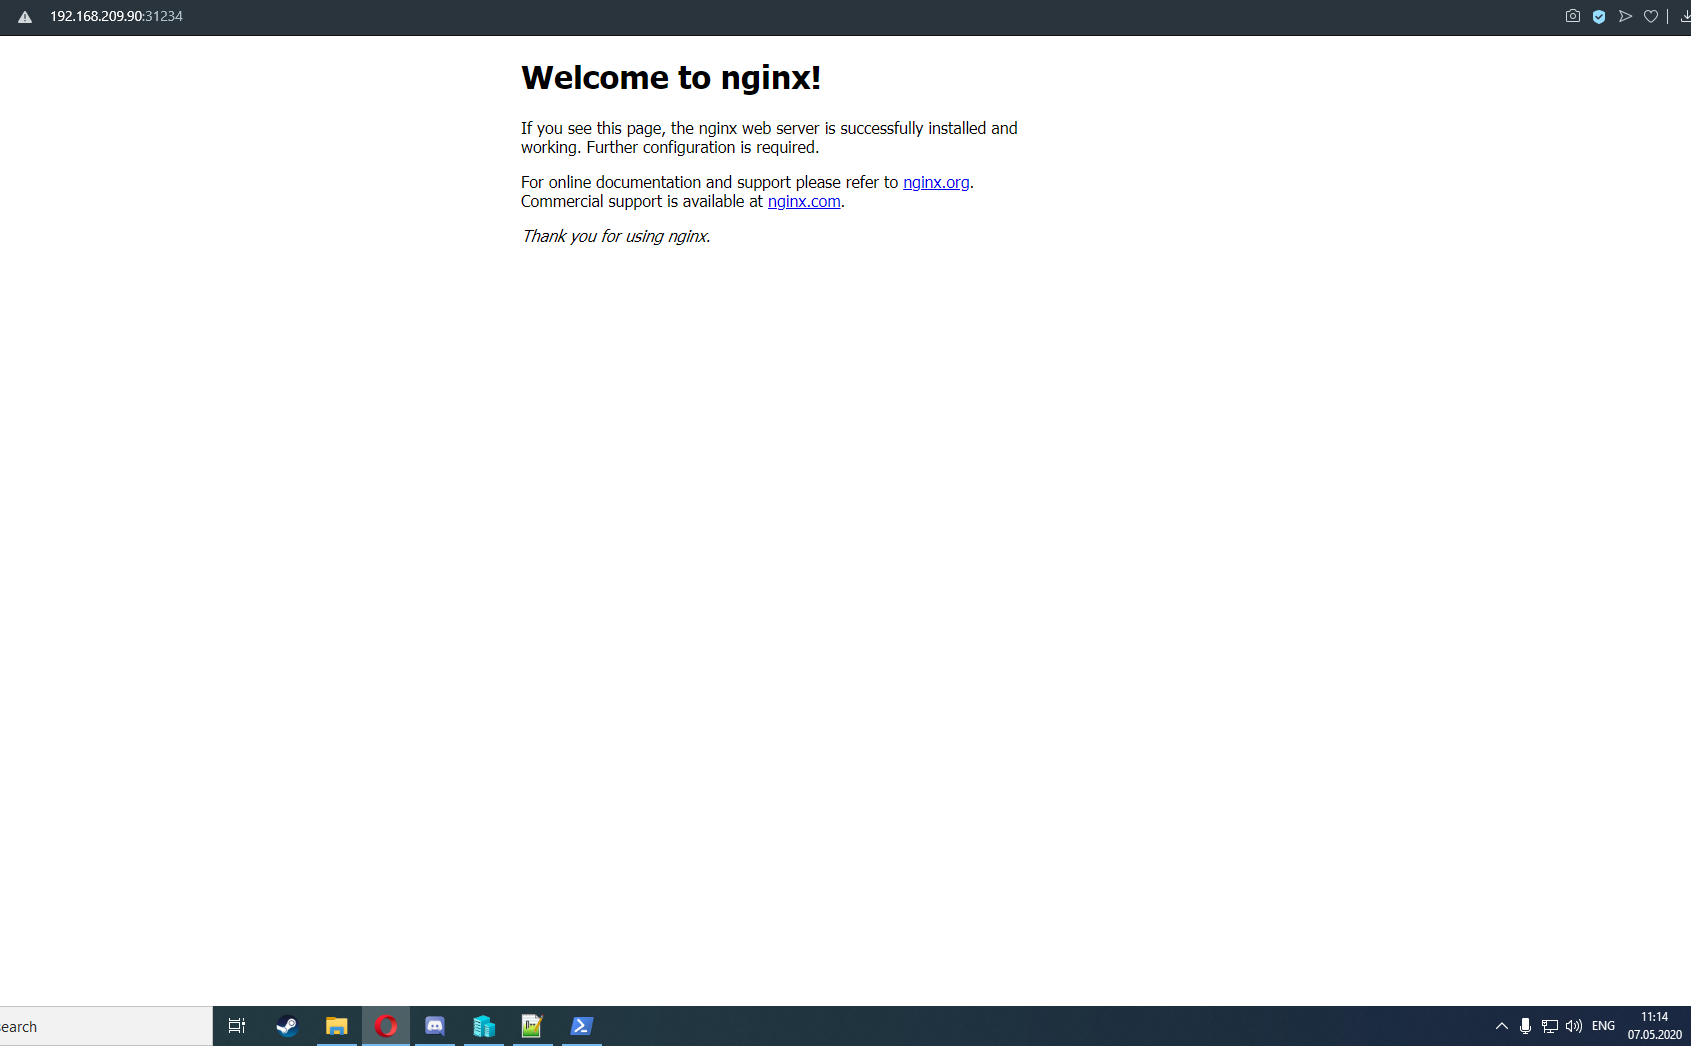 192.168.209.90:31234
Welcome to nginx!
If you see this page, the nginx web server is successfully installed and
working. Further configuration is required.
For online documentation and support please refer to nginx.org.
Commercial support is available at nginx.com.
Thank you for using nginx.
earch
ENG
11:14
07.05.2020